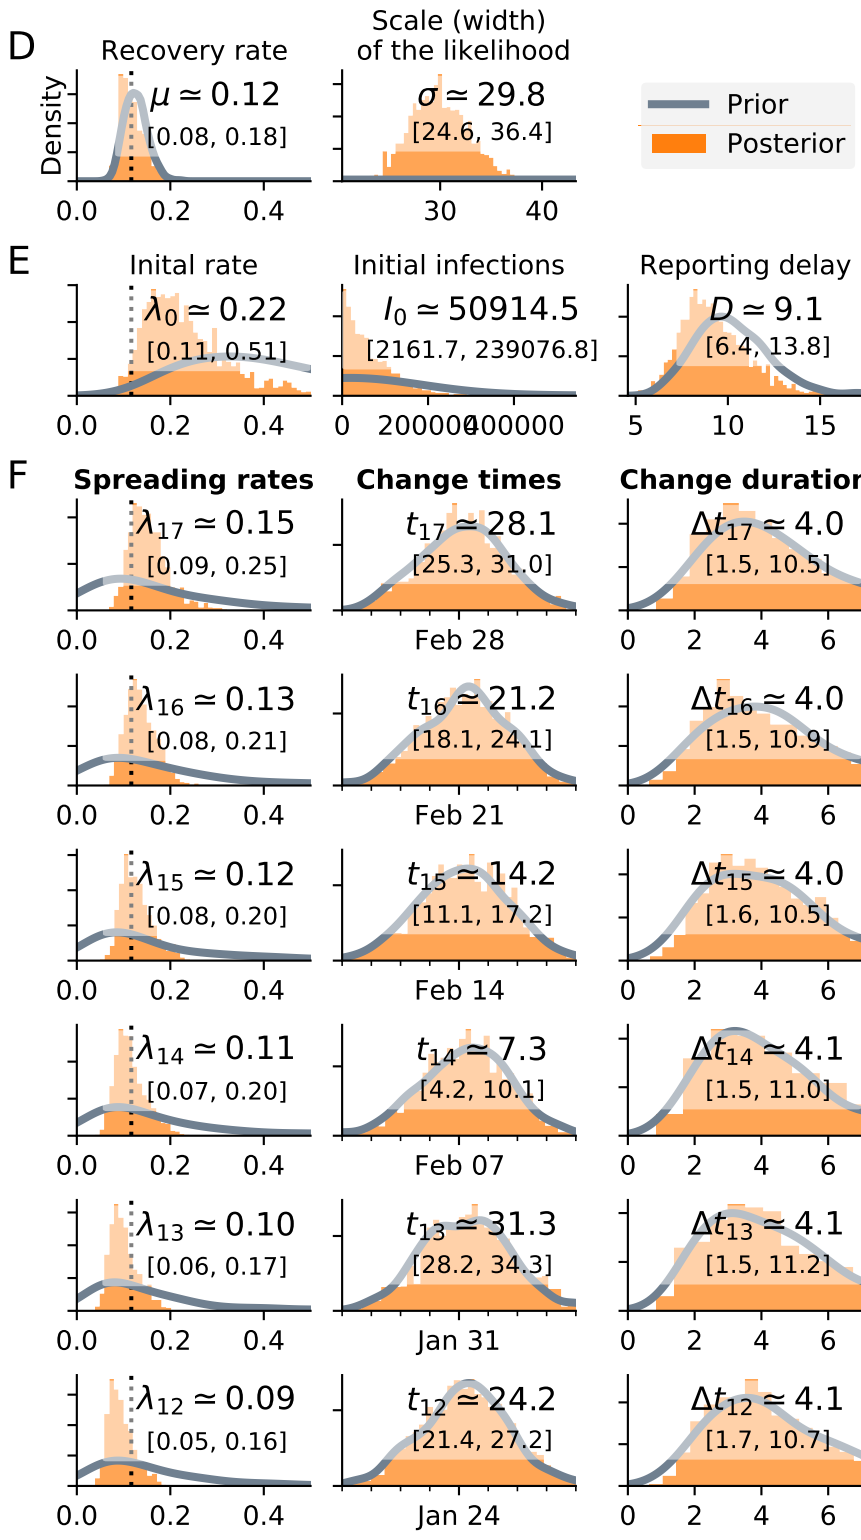 D
Recovery rate
Scale (width)
of the likelihood
Density
μ ≃ 0.12
[0.08, 0.18]
0.0 0.2 0.4
σ ≃ 29.8
[24.6, 36.4]
30 40
Prior
Posterior
E
Inital rate
Initial infections
Reporting delay
λ0 ≃ 0.22
[0.11, 0.51]
0.0 0.2 0.4
I0 ≃ 50914.5
[2161.7, 239076.8]
0 200000 400000
D ≃ 9.1
[6.4, 13.8]
5 10 15
F
Spreading rates
Change times
Change duration
λ17 ≃ 0.15
[0.09, 0.25]
0.0 0.2 0.4
t17 ≃ 28.1
[25.3, 31.0]
Feb 28
Δt17 ≃ 4.0
[1.5, 10.5]
0 2 4 6
λ16 ≃ 0.13
[0.08, 0.21]
0.0 0.2 0.4
t16 ≃ 21.2
[18.1, 24.1]
Feb 21
Δt16 ≃ 4.0
[1.5, 10.9]
0 2 4 6
λ15 ≃ 0.12
[0.08, 0.20]
0.0 0.2 0.4
t15 ≃ 14.2
[11.1, 17.2]
Feb 14
Δt15 ≃ 4.0
[1.6, 10.5]
0 2 4 6
λ14 ≃ 0.11
[0.07, 0.20]
0.0 0.2 0.4
t14 ≃ 7.3
[4.2, 10.1]
Feb 07
Δt14 ≃ 4.1
[1.5, 11.0]
0 2 4 6
λ13 ≃ 0.10
[0.06, 0.17]
0.0 0.2 0.4
t13 ≃ 31.3
[28.2, 34.3]
Jan 31
Δt13 ≃ 4.1
[1.5, 11.2]
0 2 4 6
λ12 ≃ 0.09
[0.05, 0.16]
0.0 0.2 0.4
t12 ≃ 24.2
[21.4, 27.2]
Jan 24
Δt12 ≃ 4.1
[1.7, 10.7]
0 2 4 6